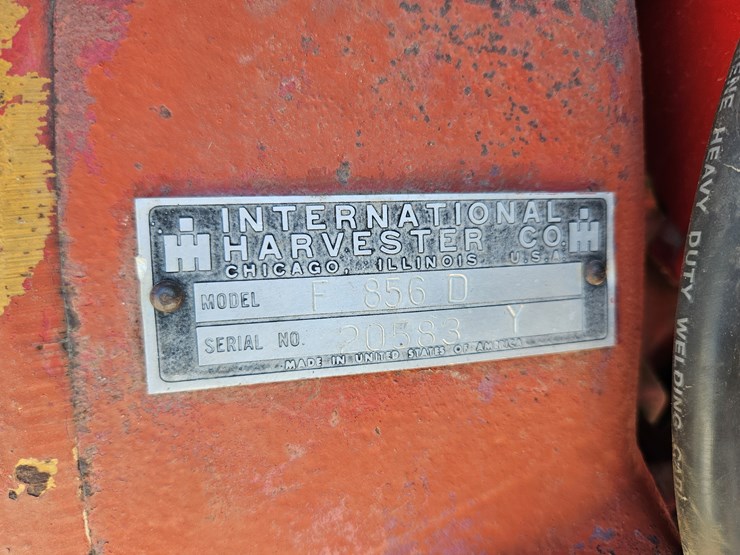 INTERNATIONAL
HARVESTER CO.
CHICAGO, ILLINOIS U.S.A.
MODEL F 856 D
SERIAL NO. 20583 Y
MADE IN UNITED STATES OF AMERICA
HEAVY DUTY WELDING